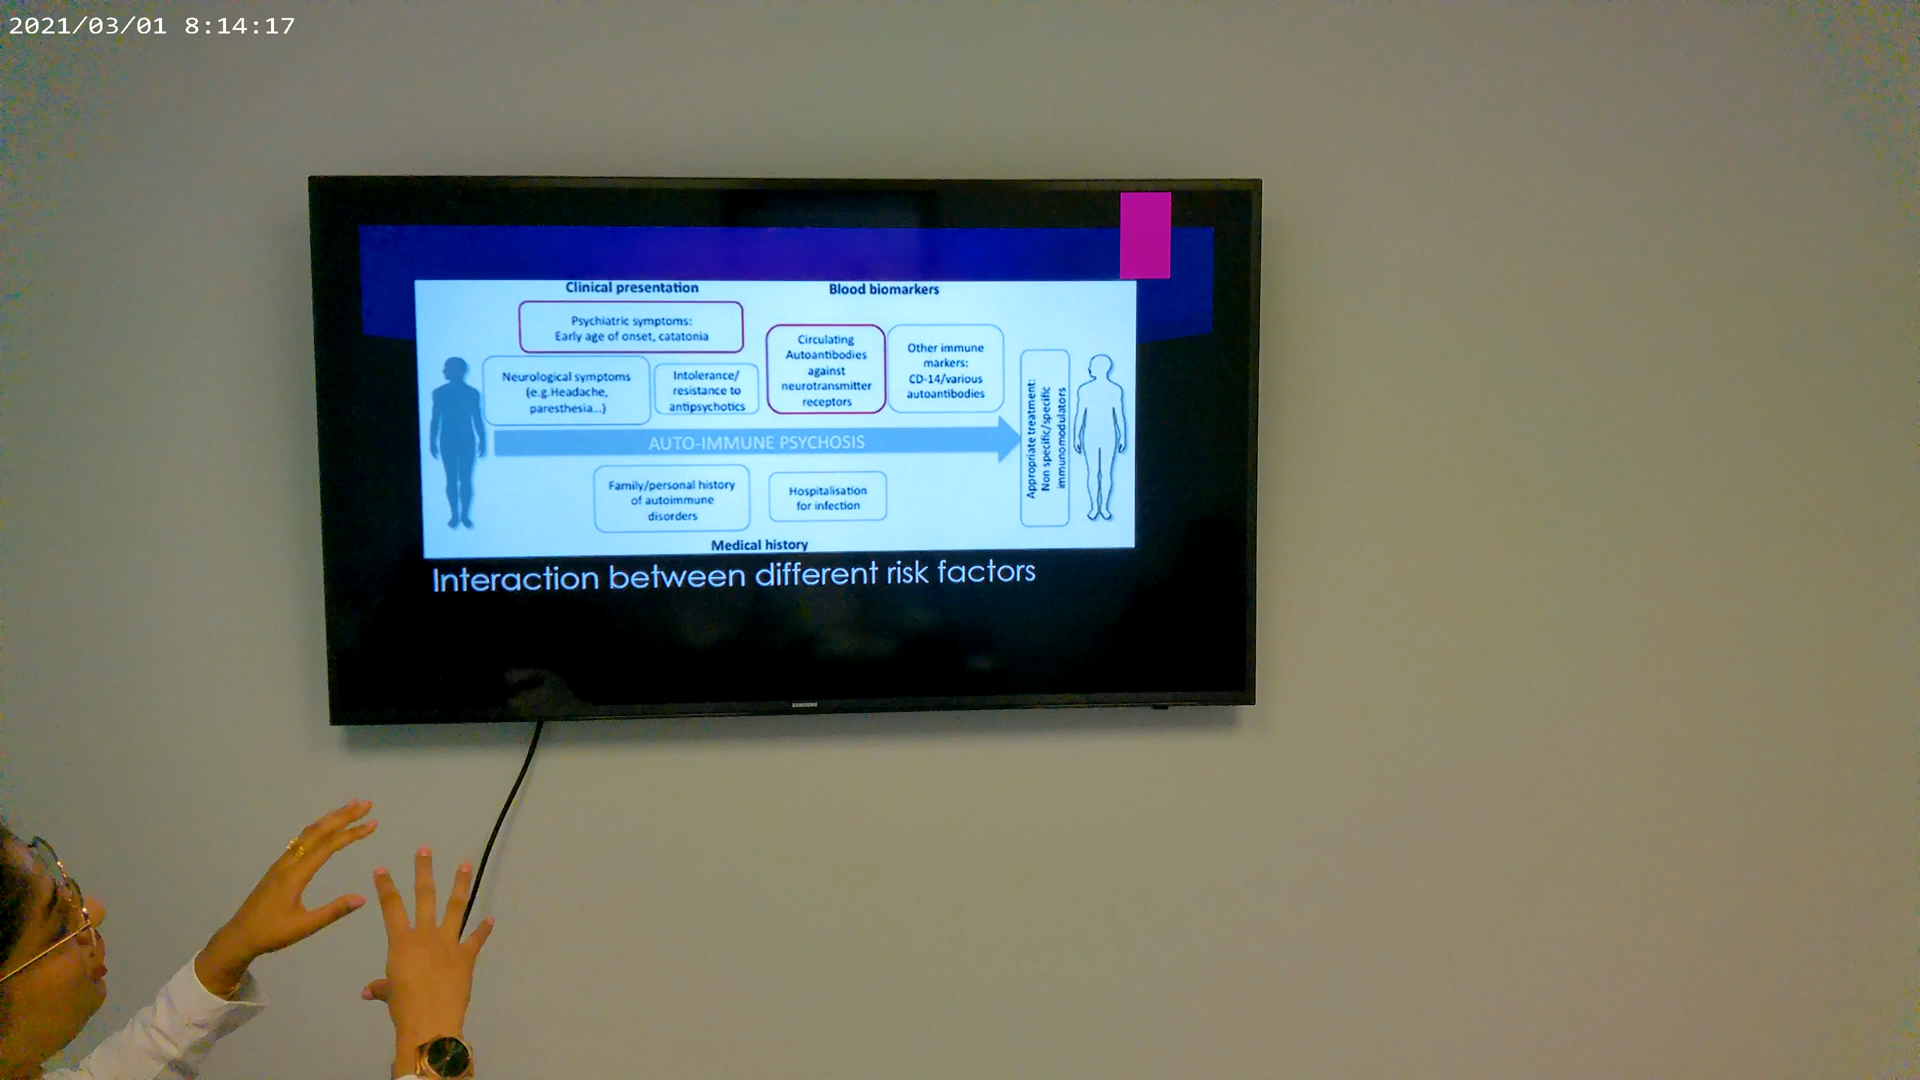 2021/03/01 8:14:17
Clinical presentation
Blood biomarkers
Psychiatric symptoms:
Early age of onset, catatonia
Neurological symptoms
(e.g.Headache,
paresthesia...)
Intolerance/
resistance to
antipsychotics
Circulating
Autoantibodies
against
neurotransmitter
receptors
Other immune
markers:
CD-14/various
autoantibodies
AUTO-IMMUNE PSYCHOSIS
Appropriate treatment:
Non specific/specific
immunomodulators
Family/personal history
of autoimmune
disorders
Hospitalisation
for infection
Medical history
Interaction between different risk factors